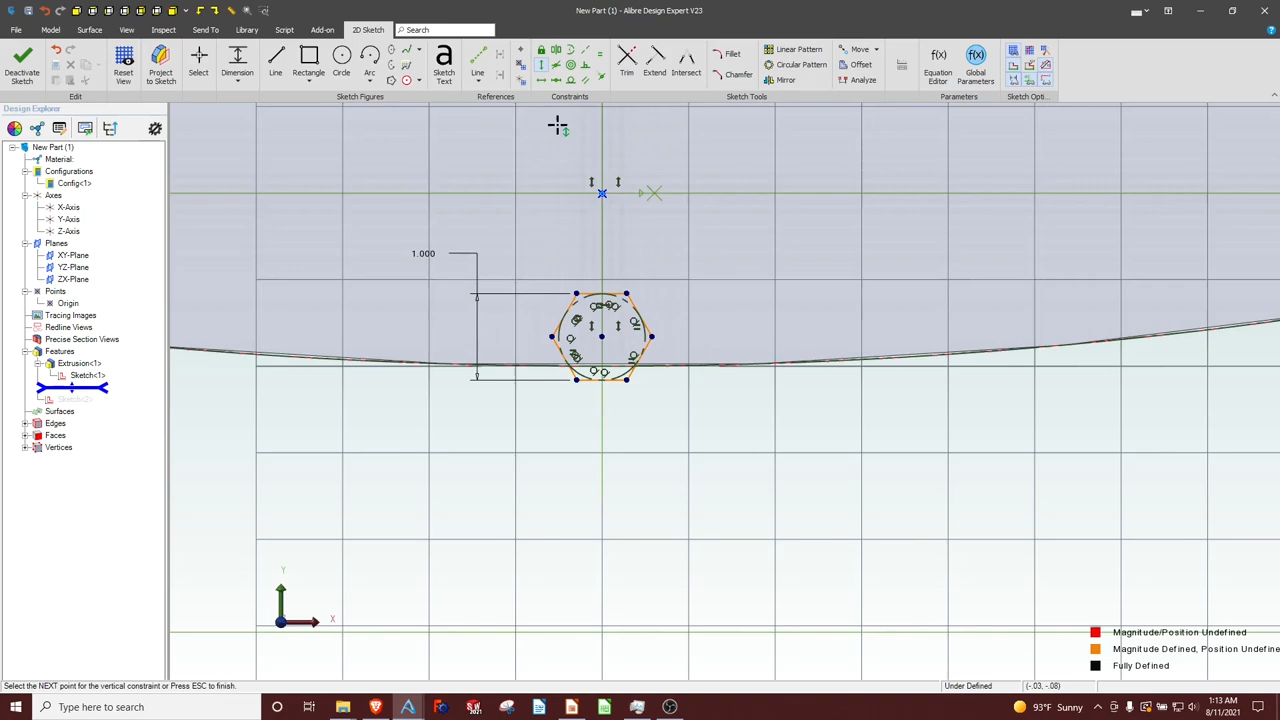 New Part (1) - Alibre Design Expert V23
File Model Surface View Inspect Send To Library Script Add-on 2D Sketch Search
Deactivate Sketch
Reset View
Project to Sketch
Select
Dimension
Line
Rectangle
Circle
Arc
Sketch Text
Line
Trim
Extend
Intersect
Fillet
Chamfer
Linear Pattern
Circular Pattern
Mirror
Move
Offset
Analyze
Equation Editor
Global Parameters
Edit
Sketch Figures
References
Constraints
Sketch Tools
Parameters
Sketch Opti...
Design Explorer
New Part (1)
Material:
Configurations
Config<1>
Axes
X-Axis
Y-Axis
Z-Axis
Planes
XY-Plane
YZ-Plane
ZX-Plane
Points
Origin
Tracing Images
Redline Views
Precise Section Views
Features
Extrusion<1>
Sketch<1>
Sketch<2>
Surfaces
Edges
Faces
Vertices
1.000
Y
X
Magnitude/Position Undefined
Magnitude Defined, Position Undefine
Fully Defined
Select the NEXT point for the vertical constraint or Press ESC to finish.
Under Defined
(-.03, -.08)
Type here to search
93°F Sunny
1:13 AM
8/11/2021